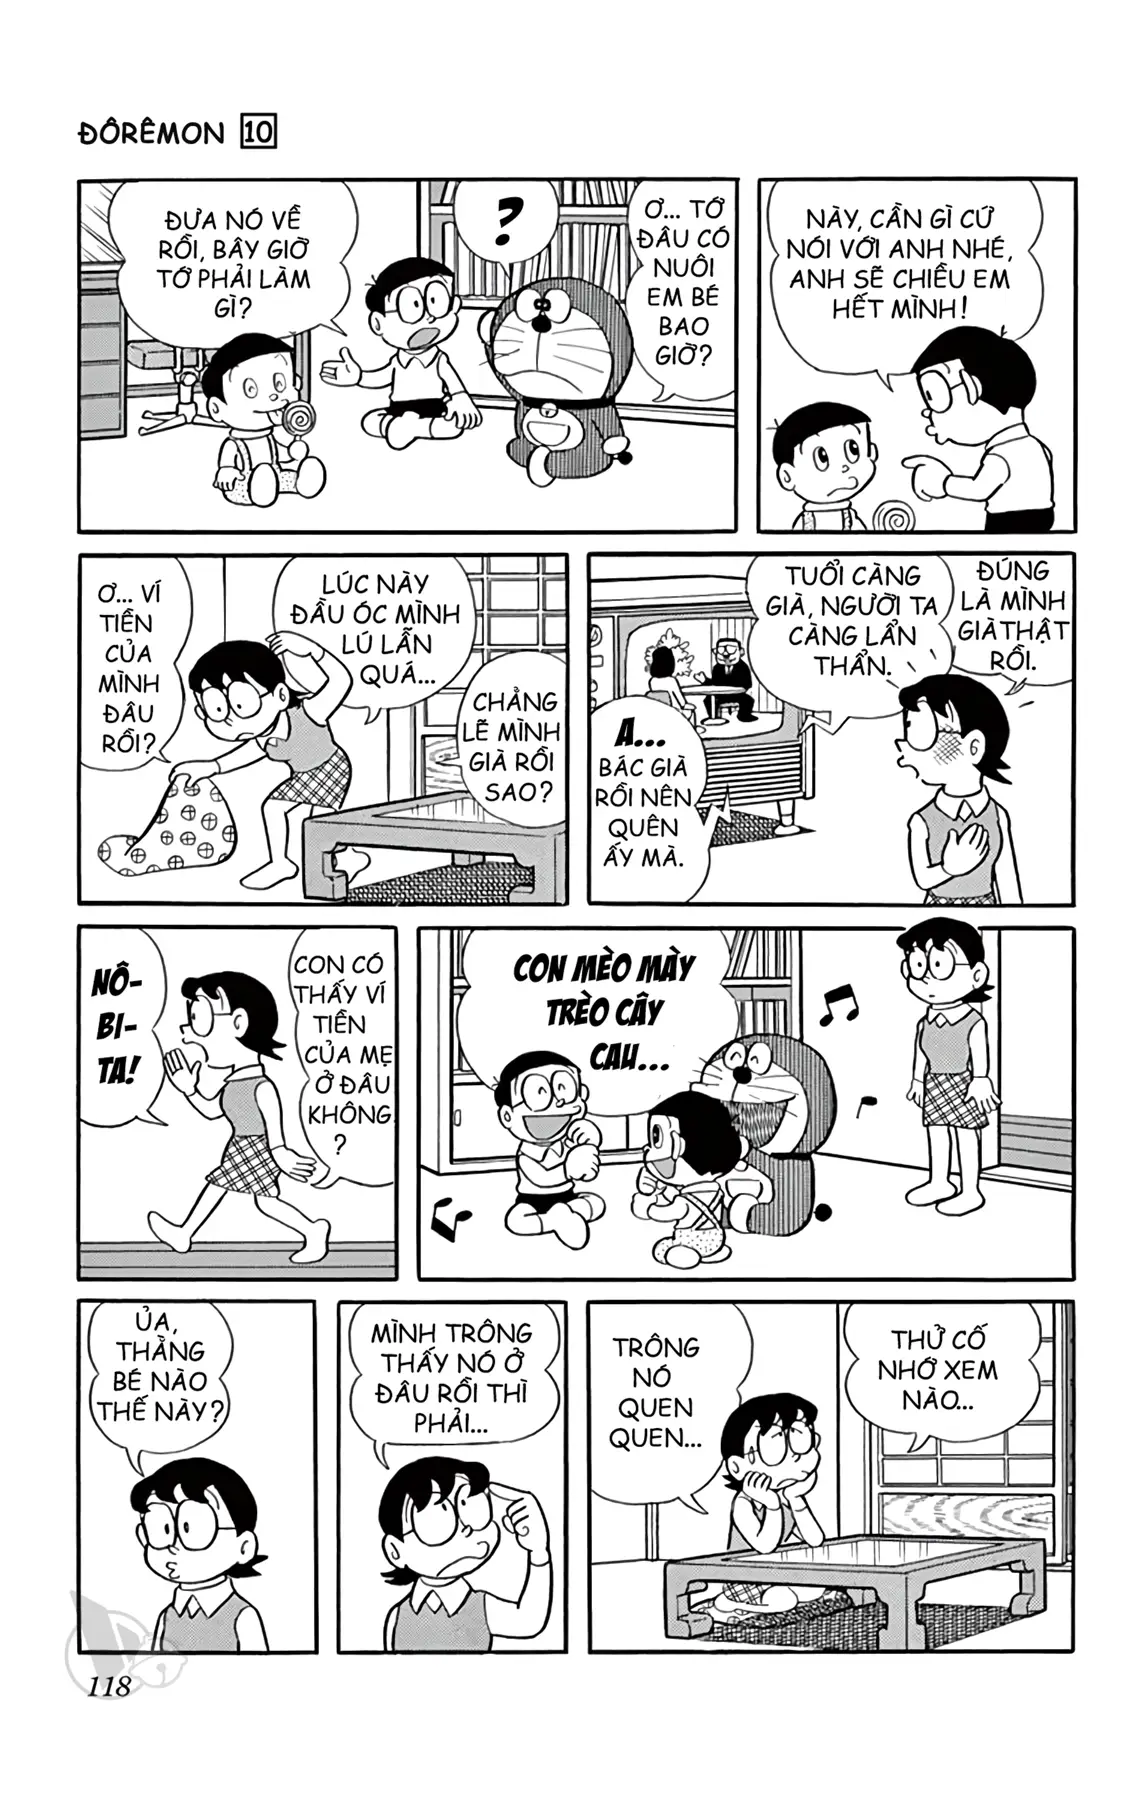 ĐÔRÊMON 10
ĐƯA NÓ VỀ
RỒI, BÂY GIỜ
TỚ PHẢI LÀM
GÌ?
?
Ơ... TỚ
ĐÂU CÓ
NUÔI
EM BÉ
BAO
GIỜ?
NÀY, CẦN GÌ CỨ
NÓI VỚI ANH NHÉ,
ANH SẼ CHIỀU EM
HẾT MÌNH!
Ơ... VÍ
TIỀN
CỦA
MÌNH
ĐÂU
RỒI?
LÚC NÀY
ĐẦU ÓC MÌNH
LÚ LẪN
QUÁ...
CHẲNG
LẼ MÌNH
GIÀ RỒI
SAO?
A...
BÁC GIÀ
RỒI NÊN
QUÊN
ẤY MÀ.
TUỔI CÀNG
GIÀ, NGƯỜI TA
CÀNG LẨN
THẨN.
ĐÚNG
LÀ MÌNH
GIÀ THẬT
RỒI.
NÔ-
BI-
TA!
CON CÓ
THẤY VÍ
TIỀN
CỦA MẸ
Ở ĐÂU
KHÔNG
?
CON MÈO MÀY
TRÈO CÂY
CAU...
ỦA,
THẰNG
BÉ NÀO
THẾ NÀY?
MÌNH TRÔNG
THẤY NÓ Ở
ĐÂU RỒI THÌ
PHẢI...
TRÔNG
NÓ
QUEN
QUEN...
THỬ CỐ
NHỚ XEM
NÀO...
118